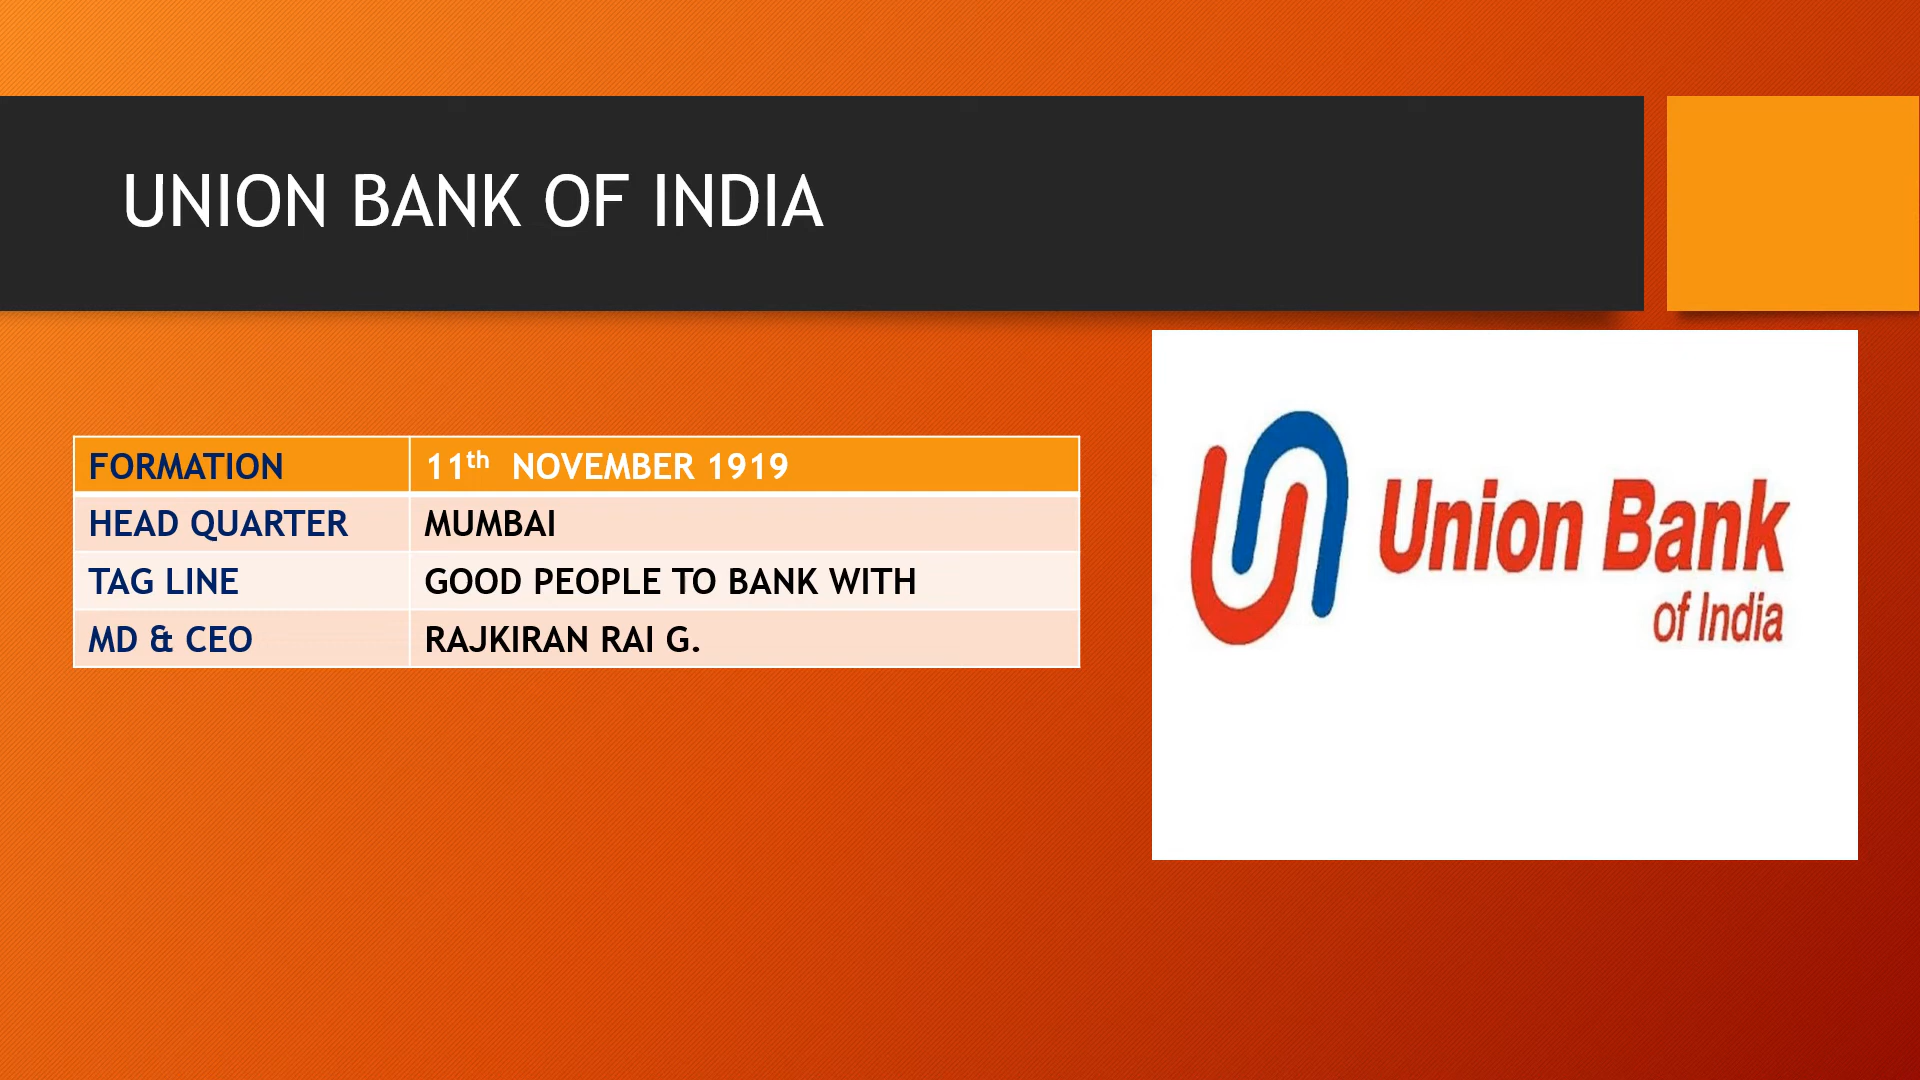 UNION BANK OF INDIA
FORMATION 11th NOVEMBER 1919
HEAD QUARTER MUMBAI
TAG LINE GOOD PEOPLE TO BANK WITH
MD & CEO RAJKIRAN RAI G.
Union Bank
of India